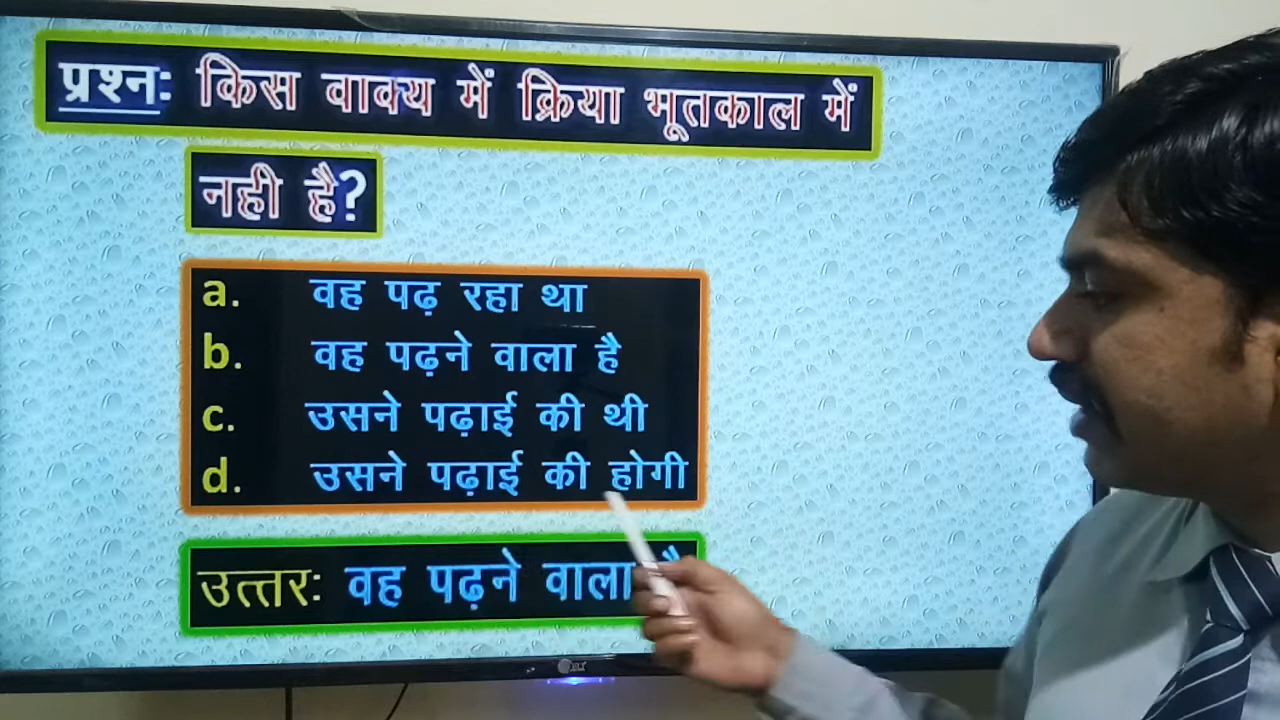 प्रश्नः किस वाक्य में क्रिया भूतकाल में
नही है?
a. वह पढ़ रहा था
b. वह पढ़ने वाला है
c. उसने पढ़ाई की थी
d. उसने पढ़ाई की होगी
उत्तरः वह पढ़ने वाला